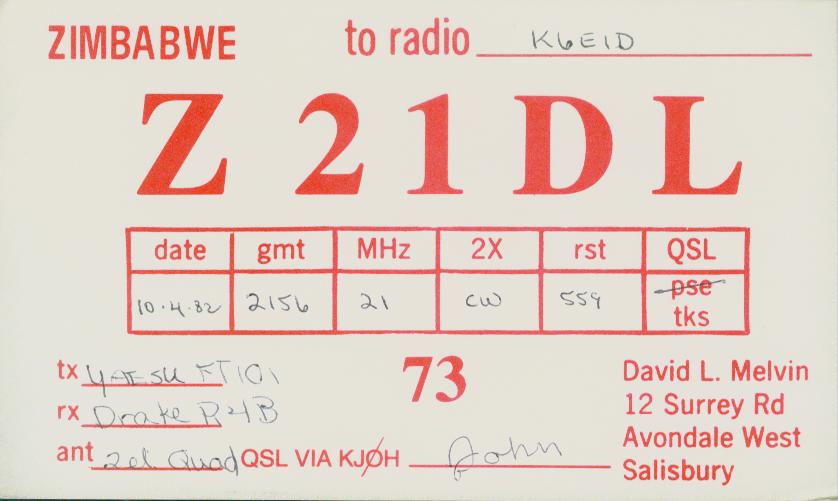 ZIMBABWE to radio K6EID
Z21DL
date gmt MHz 2X rst QSL
10.4.82 2156 21 CW 559 pse tks
tx YAESU FT101
rx Drake R4B
ant 2el Quad
73
QSL VIA KJØH John
David L. Melvin
12 Surrey Rd
Avondale West
Salisbury